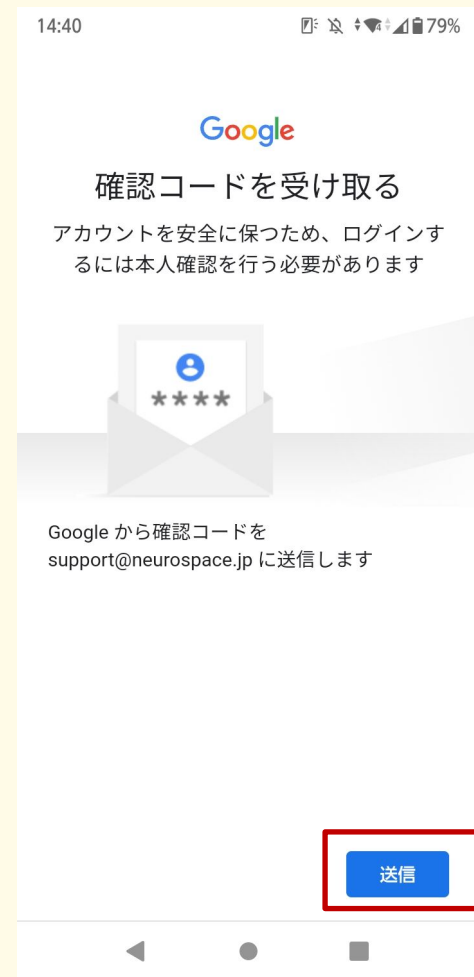 14:40 79%
Google
確認コードを受け取る
アカウントを安全に保つため、ログインす
るには本人確認を行う必要があります
****
Google から確認コードを
support@neurospace.jp に送信します
送信